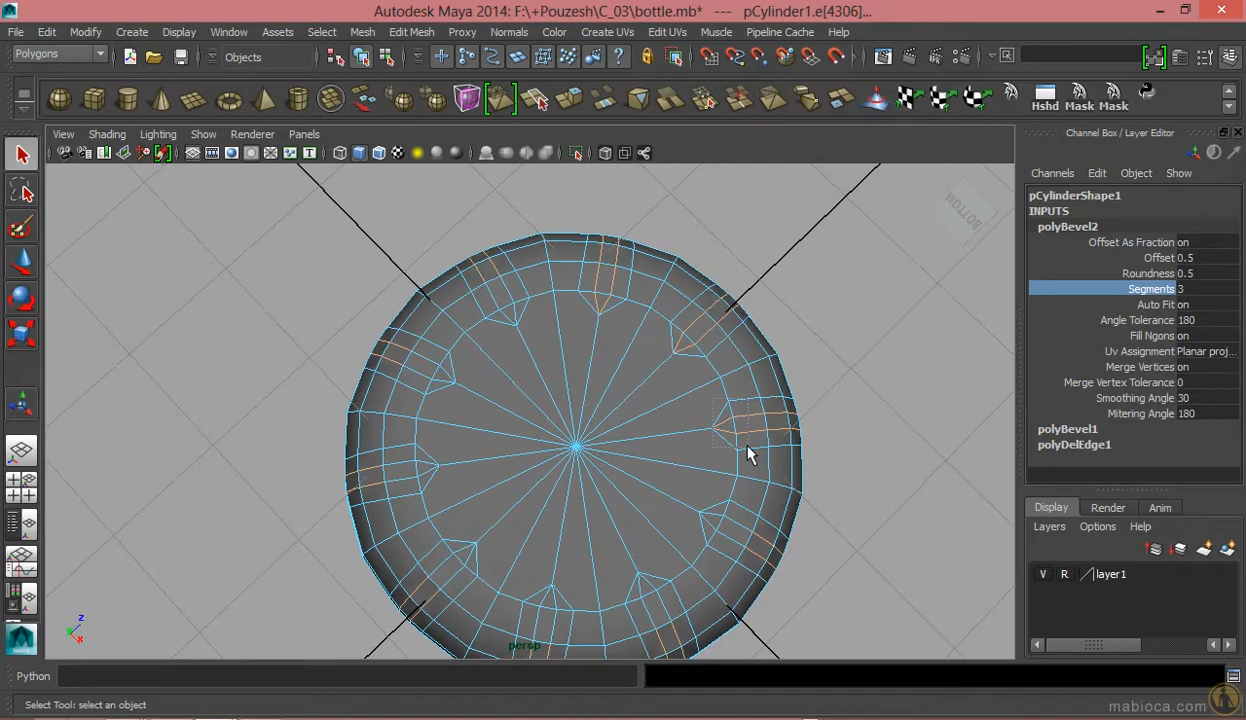 Autodesk Maya 2014: F:\+Pouzesh\C_03\bottle.mb* --- pCylinder1.e[4306]...
File Edit Modify Create Display Window Assets Select Mesh Edit Mesh Proxy Normals Color Create UVs Edit UVs Muscle Pipeline Cache Help
Polygons Objects
Hshd Mask Mask
View Shading Lighting Show Renderer Panels
Channel Box / Layer Editor
Channels Edit Object Show
pCylinderShape1
INPUTS
polyBevel2
Offset As Fraction on
Offset 0.5
Roundness 0.5
Segments 3
Auto Fit on
Angle Tolerance 180
Fill Ngons on
Uv Assignment Planar proj...
Merge Vertices on
Merge Vertex Tolerance 0
Smoothing Angle 30
Mitering Angle 180
polyBevel1
polyDelEdge1
BOTTOM
Display Render Anim
Layers Options Help
V R layer1
z
x
persp
Python
Select Tool: select an object
mabioca.com